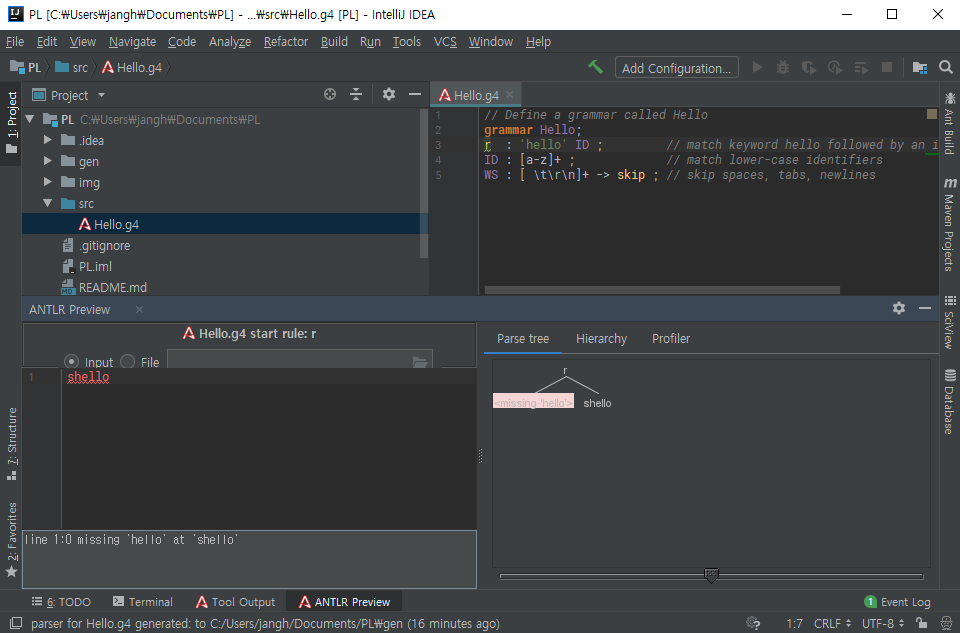 PL [C:₩Users₩jangh₩Documents₩PL] - ...₩src₩Hello.g4 [PL] - IntelliJ IDEA
File Edit View Navigate Code Analyze Refactor Build Run Tools VCS Window Help
PL src Hello.g4 Add Configuration...
1: Project
Project
PL C:₩Users₩jangh₩Documents₩PL
.idea
gen
img
src
Hello.g4
.gitignore
PL.iml
README.md
Hello.g4
1 // Define a grammar called Hello
2 grammar Hello;
3 r : 'hello' ID ; // match keyword hello followed by an i
4 ID : [a-z]+ ; // match lower-case identifiers
5 WS : [ \t\r\n]+ -> skip ; // skip spaces, tabs, newlines
Ant Build
Maven Projects
SciView
Database
ANTLR Preview
Hello.g4 start rule: r
Input File
1 shello
line 1:0 missing 'hello' at 'shello'
Parse tree Hierarchy Profiler
r
<missing 'hello'> shello
7: Structure
2: Favorites
6: TODO Terminal Tool Output ANTLR Preview 1 Event Log
parser for Hello.g4 generated: to C:/Users/jangh/Documents/PL₩gen (16 minutes ago) 1:7 CRLF UTF-8